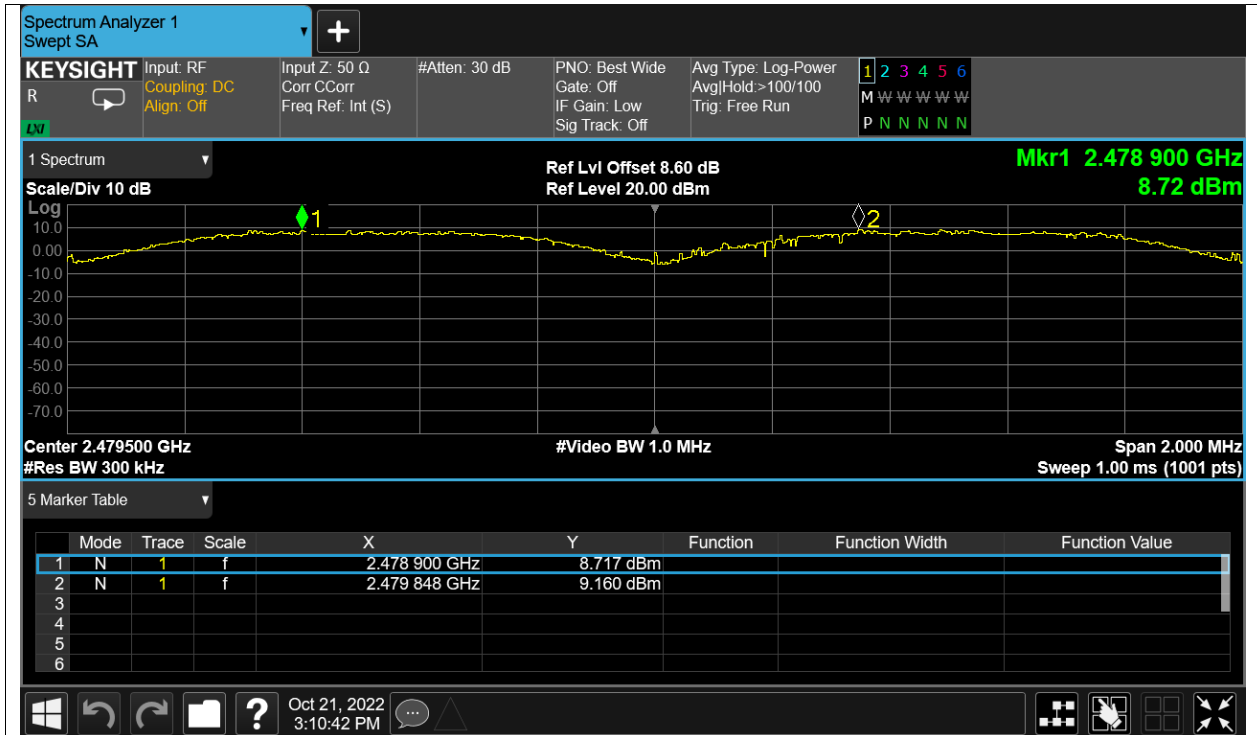 Spectrum Analyzer 1
Swept SA
+
KEYSIGHT
R
LXI
Input: RF
Coupling: DC
Align: Off
Input Z: 50 Ω
Corr CCorr
Freq Ref: Int (S)
#Atten: 30 dB
PNO: Best Wide
Gate: Off
IF Gain: Low
Sig Track: Off
Avg Type: Log-Power
Avg|Hold:>100/100
Trig: Free Run
1 2 3 4 5 6
M W W W W W
P N N N N N
1 Spectrum
Scale/Div 10 dB
Ref Lvl Offset 8.60 dB
Ref Level 20.00 dBm
Mkr1 2.478 900 GHz
8.72 dBm
Log
10.0
0.00
-10.0
-20.0
-30.0
-40.0
-50.0
-60.0
-70.0
1
2
Center 2.479500 GHz
#Res BW 300 kHz
#Video BW 1.0 MHz
Span 2.000 MHz
Sweep 1.00 ms (1001 pts)
5 Marker Table
Mode Trace Scale X Y Function Function Width Function Value
1 N 1 f 2.478 900 GHz 8.717 dBm
2 N 1 f 2.479 848 GHz 9.160 dBm
3
4
5
6
?
Oct 21, 2022
3:10:42 PM